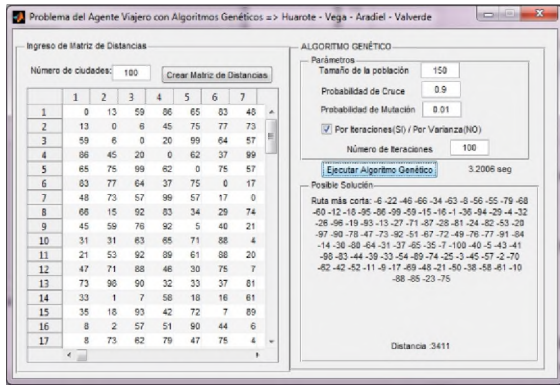 Problema del Agente Viajero con Algoritmos Genéticos => Huarote - Vega - Aradiel - Valverde
Ingreso de Matriz de Distancias
Número de ciudades: 100 Crear Matriz de Distancias
1 2 3 4 5 6 7
1 0 13 59 86 65 83 48
2 13 0 6 45 75 77 73
3 59 6 0 20 99 64 57
4 86 45 20 0 62 37 99
5 65 75 99 62 0 75 57
6 83 77 64 37 75 0 17
7 48 73 57 99 57 17 0
8 66 15 92 83 34 29 74
9 45 59 76 92 5 40 21
10 31 31 63 65 71 88 4
11 21 53 92 89 61 88 20
12 47 71 88 46 30 75 7
13 73 98 90 32 33 37 81
14 33 1 7 58 18 16 61
15 35 18 93 42 72 7 89
16 8 2 57 51 90 44 6
17 8 73 62 79 47 75 4
ALGORITMO GENÉTICO
Parámetros
Tamaño de la población 150
Probabilidad de Cruce 0.9
Probabilidad de Mutación 0.01
Por Iteraciones(SI) / Por Varianza(NO)
Número de Iteraciones 100
Ejecutar Algoritmo Genético 3.2006 seg
Posible Solución
Ruta más corta: -6 -22 -46 -66 -34 -63 -8 -56 -55 -79 -68
-60 -12 -18 -95 -86 -99 -59 -15 -16 -1 -36 -94 -29 -4 -32
-26 -96 -19 -93 -13 -27 -71 -87 -28 -81 -24 -82 -53 -20
-97 -90 -78 -47 -73 -92 -51 -67 -72 -49 -76 -77 -91 -84
-14 -30 -80 -64 -31 -37 -65 -35 -7 -100 -40 -5 -43 -41
-98 -83 -44 -39 -33 -54 -89 -74 -25 -3 -45 -57 -2 -70
-62 -42 -52 -11 -9 -17 -69 -48 -21 -50 -38 -58 -61 -10
-88 -85 -23 -75
Distancia :3411